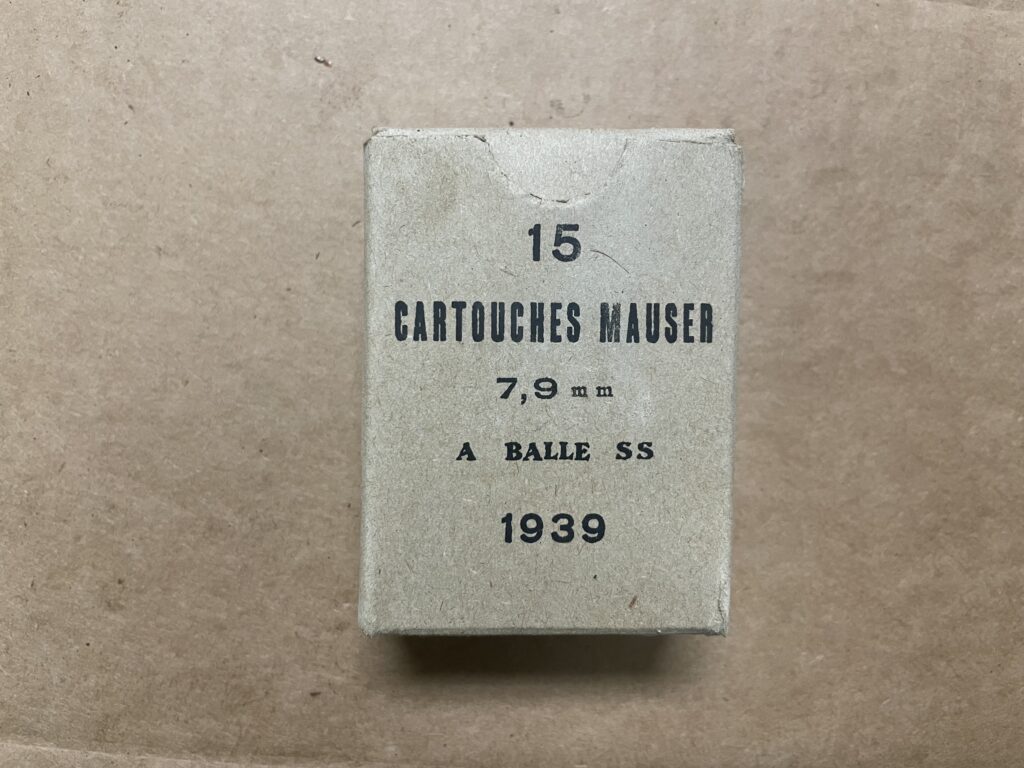 15
CARTOUCHES MAUSER
7,9 mm
A BALLE SS
1939